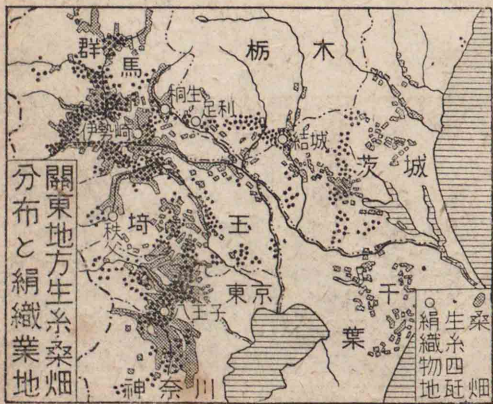 關東地方生糸・桑畑
分布と絹織業地
群馬
栃木
桐生
足利
伊勢崎
結城
茨城
秩父
埼玉
東京
八王子
千葉
神奈川
桑畑
生糸四瓩
絹織物地